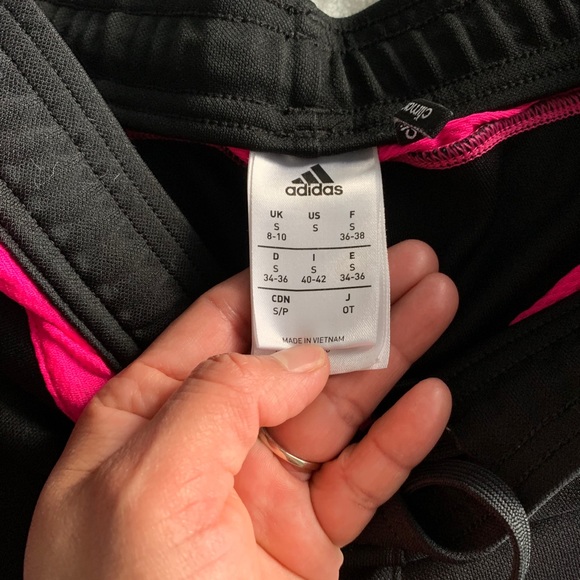 adidas
UK US F
S S S
8-10 36-38
D I E
S S S
34-36 40-42 34-36
CDN J
S/P OT
MADE IN VIETNAM